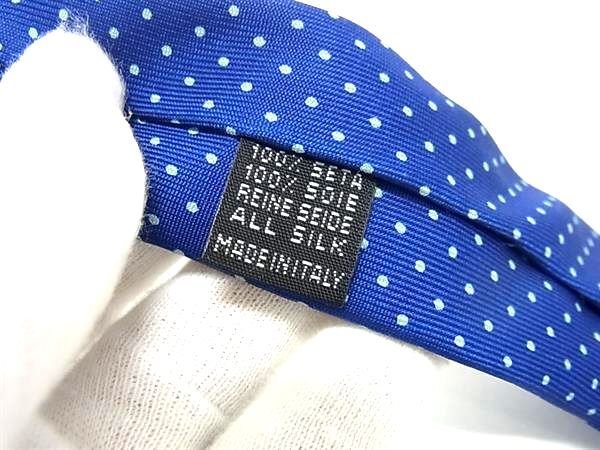 100% SETA
100% SOIE
REINE SEIDE
ALL SILK
MADE IN ITALY